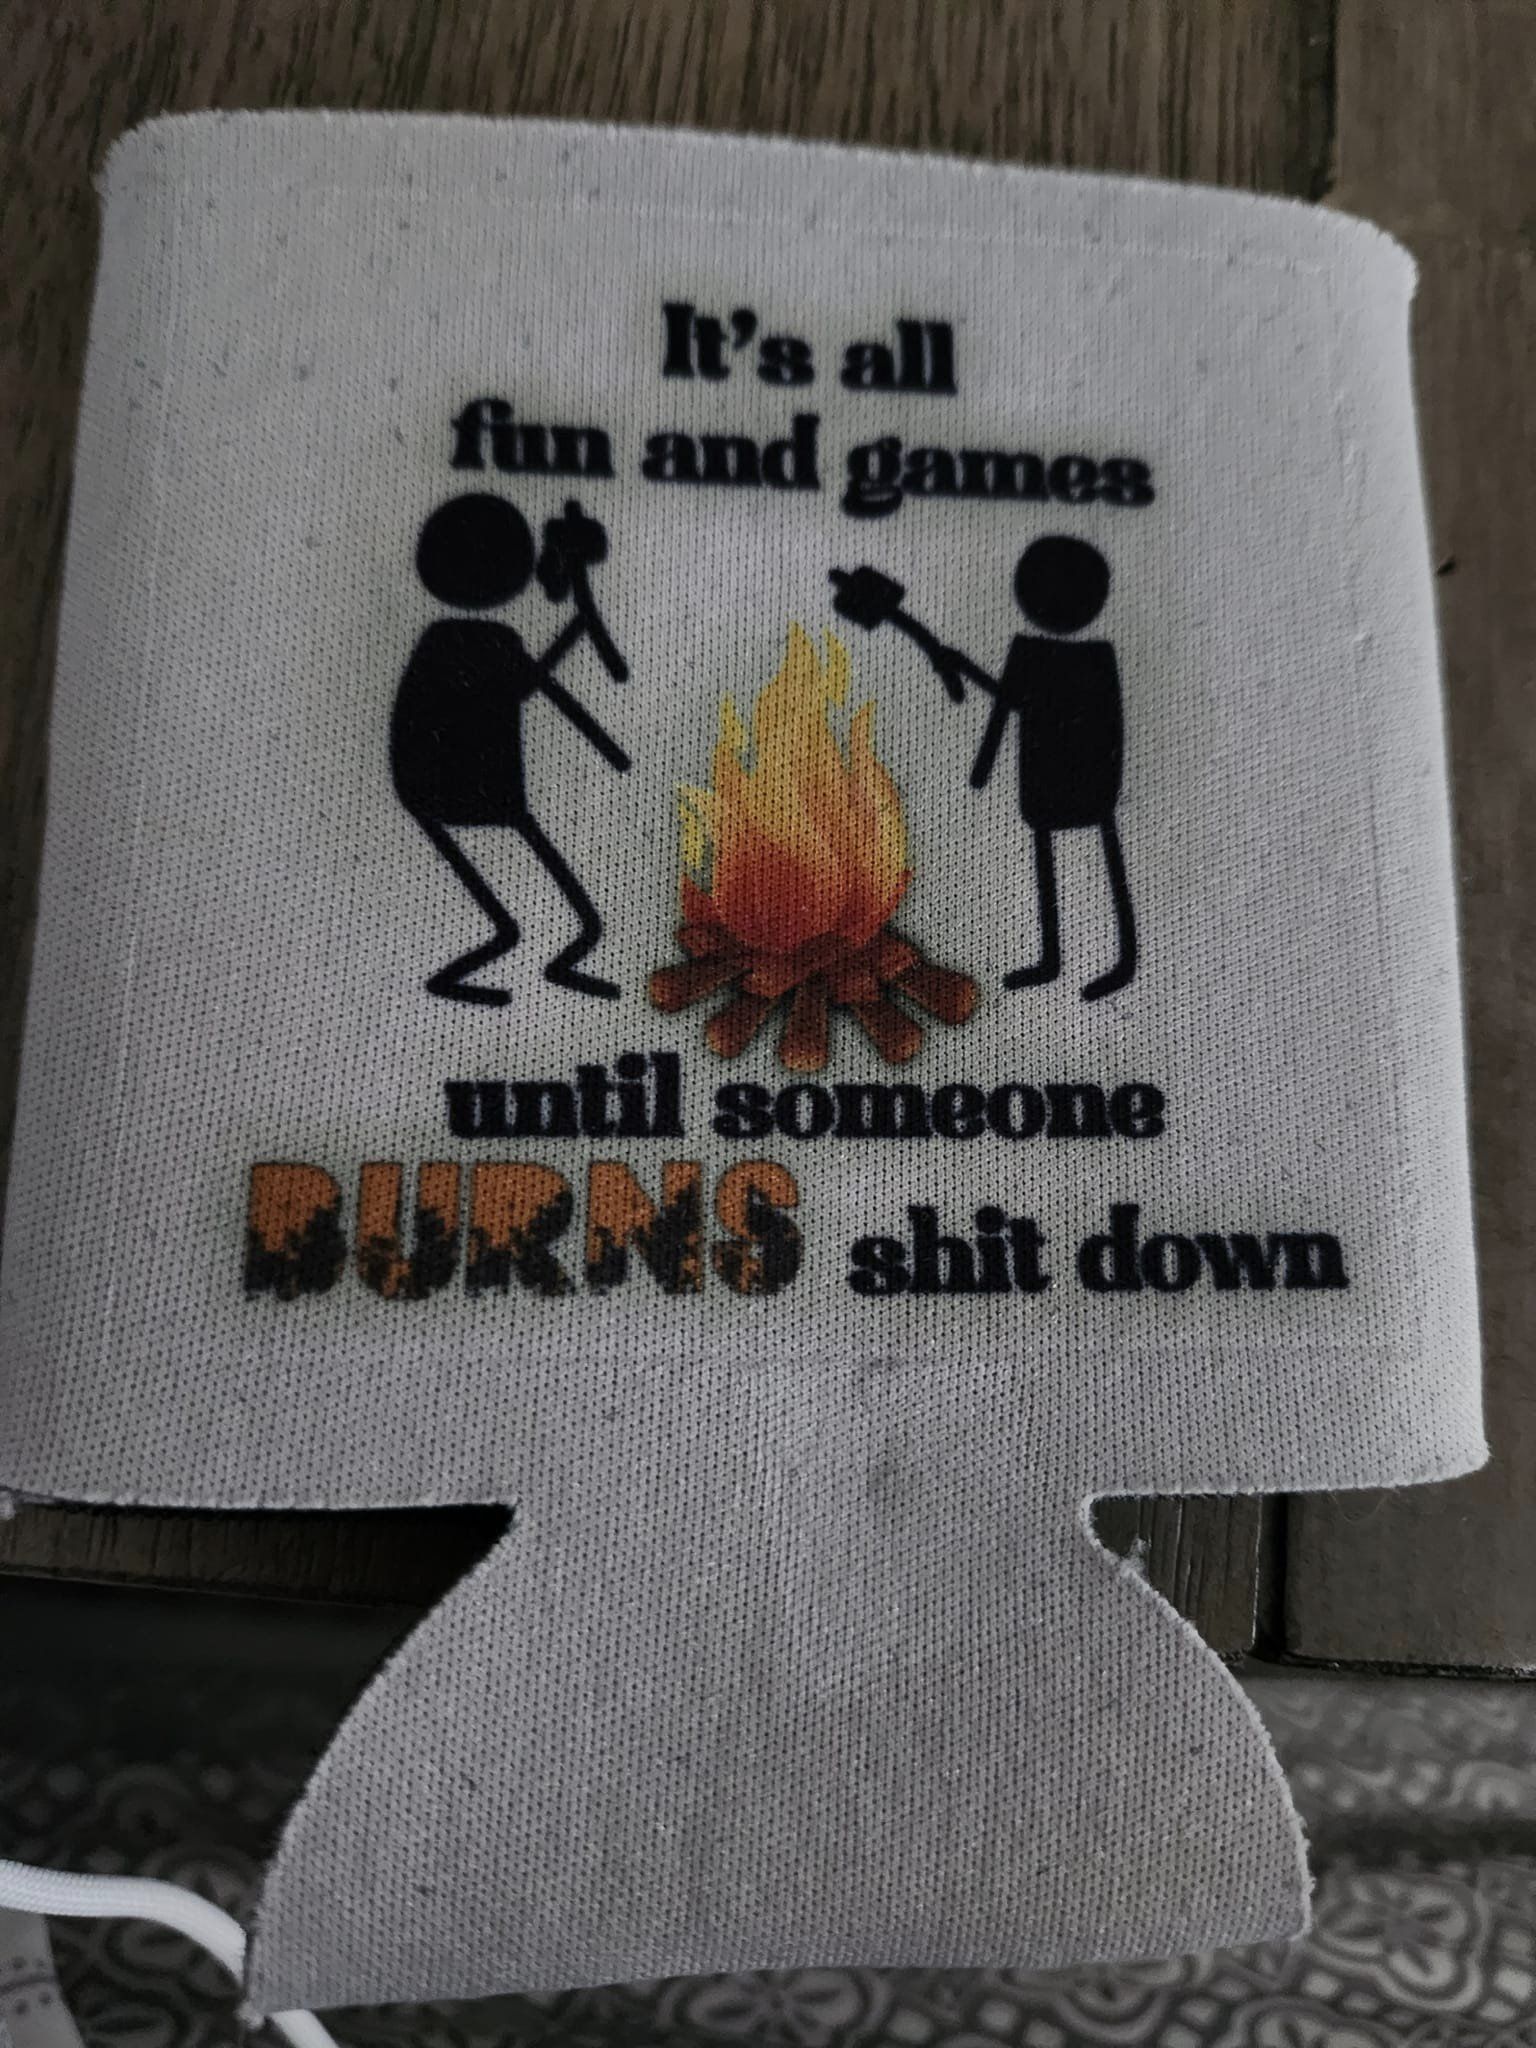 It's all
fun and games
until someone
BURNS shit down